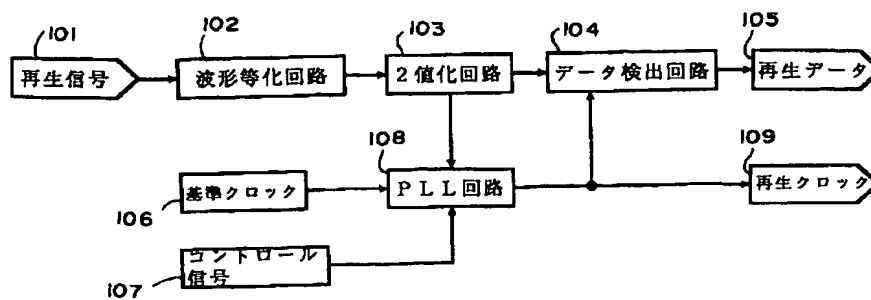 101
102
103
104
105
再生信号
波形等化回路
2値化回路
データ検出回路
再生データ
108
109
基準クロック
PLL回路
再生クロック
106
コントロール
信号
107